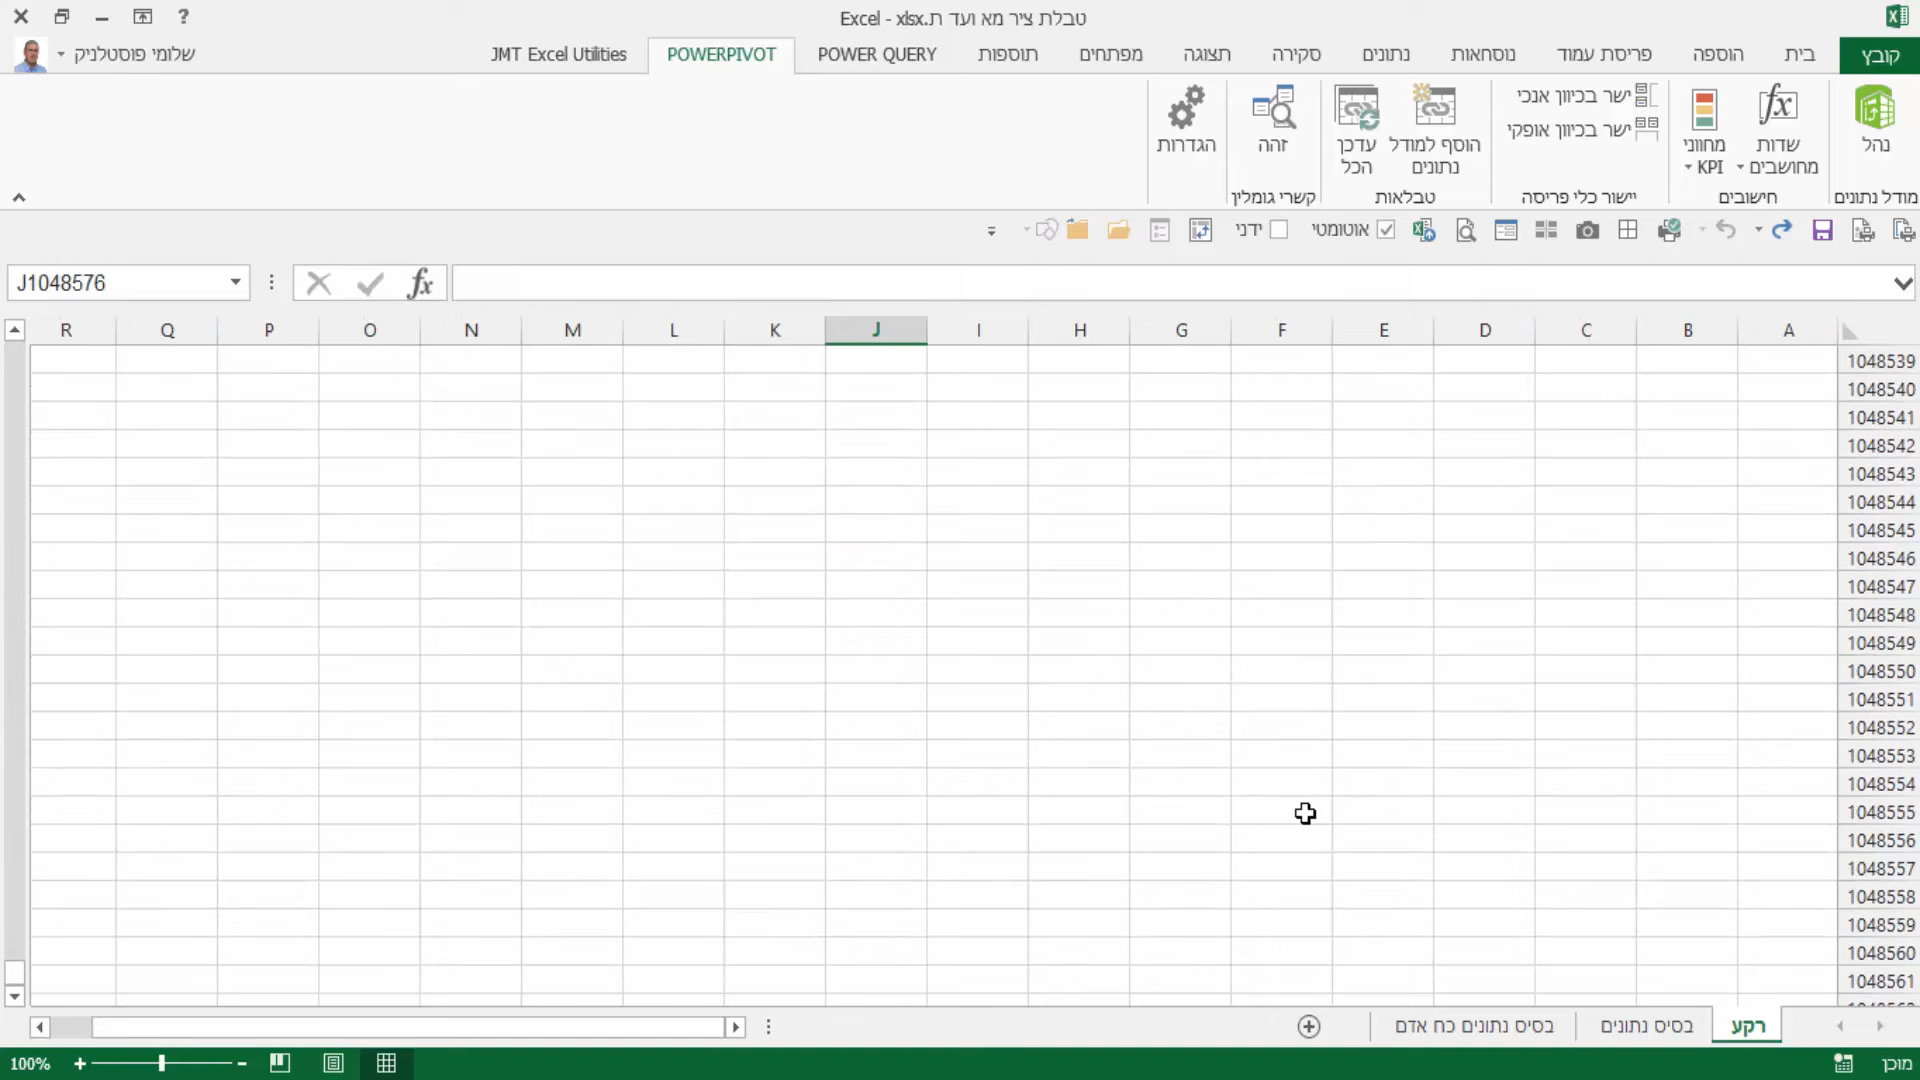 טבלת ציר מא ועד ת.xlsx - Excel
?
קובץ
בית
הוספה
פריסת עמוד
נוסחאות
נתונים
סקירה
תצוגה
מפתחים
תוספות
POWER QUERY
POWERPIVOT
JMT Excel Utilities
שלומי פוסטלניק
נהל
מודל נתונים
שדות
מחושבים
מחווני
KPI
חישובים
ישר בכיוון אנכי
ישר בכיוון אופקי
יישור כלי פריסה
הוסף למודל
נתונים
עדכן
הכל
טבלאות
זהה
קשרי גומלין
הגדרות
אוטומטי
ידני
J1048576
fx
A B C D E F G H I J K L M N O P Q R
1048539
1048540
1048541
1048542
1048543
1048544
1048545
1048546
1048547
1048548
1048549
1048550
1048551
1048552
1048553
1048554
1048555
1048556
1048557
1048558
1048559
1048560
1048561
רקע
בסיס נתונים
בסיס נתונים כח אדם
מוכן
100%